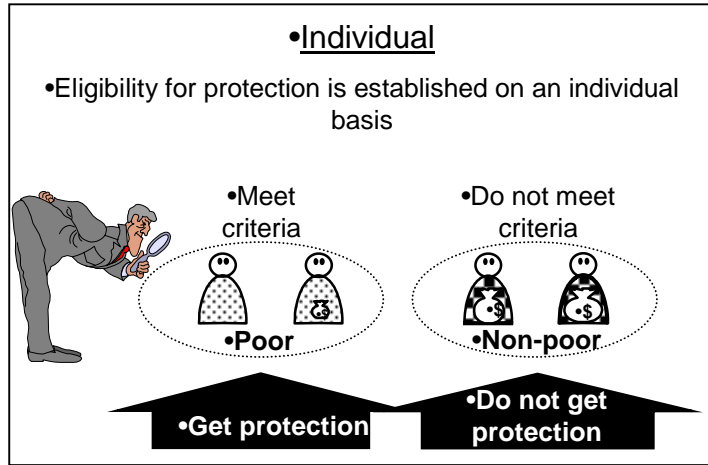 •Individual
•Eligibility for protection is established on an individual
basis
•Meet
criteria
•Do not meet
criteria
$
•$
•$
•Poor
•Non-poor
•Get protection
•Do not get
protection